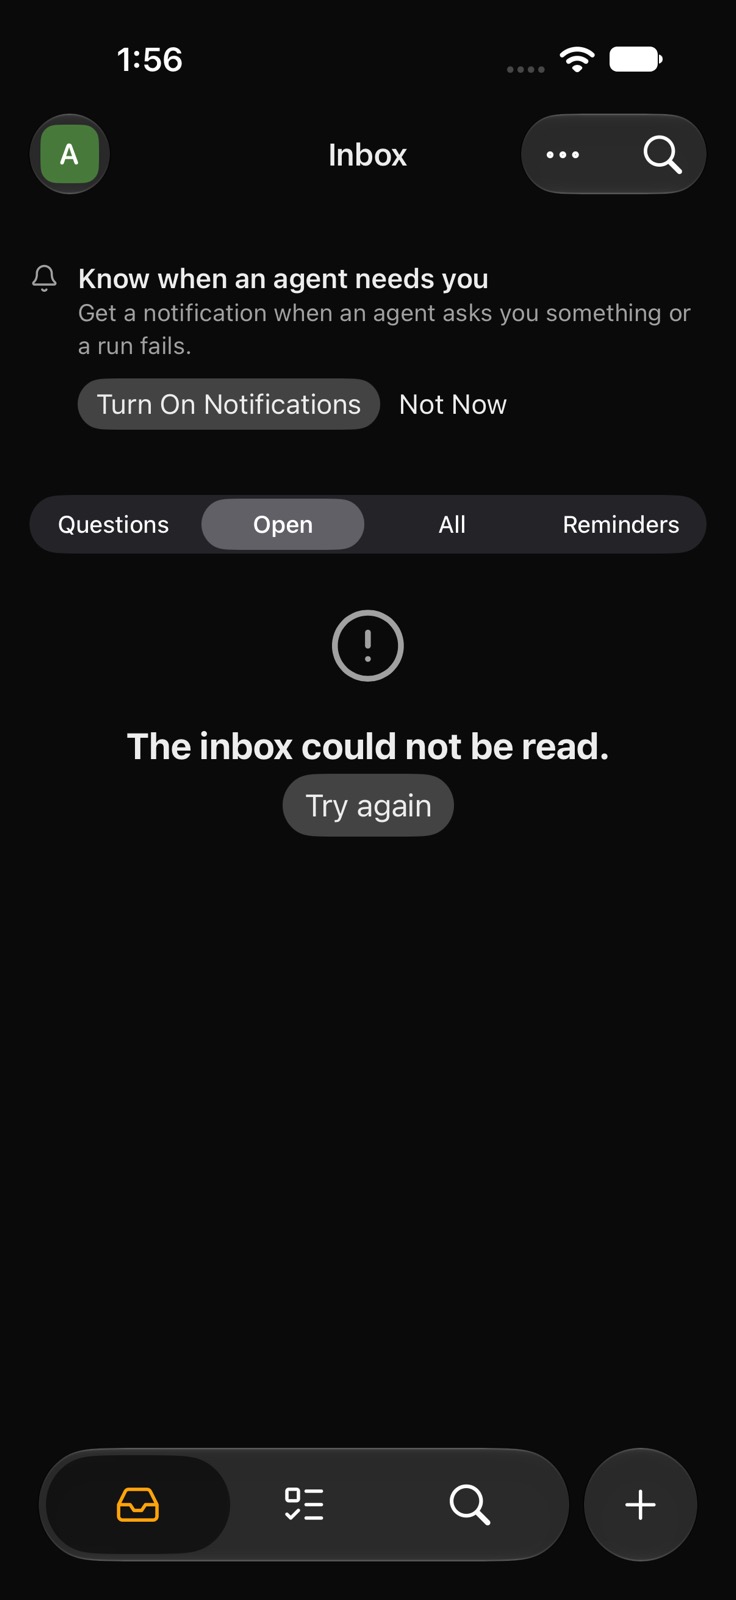 1:56
A
Inbox
Know when an agent needs you
Get a notification when an agent asks you something or
a run fails.
Turn On Notifications
Not Now
Questions
Open
All
Reminders
The inbox could not be read.
Try again